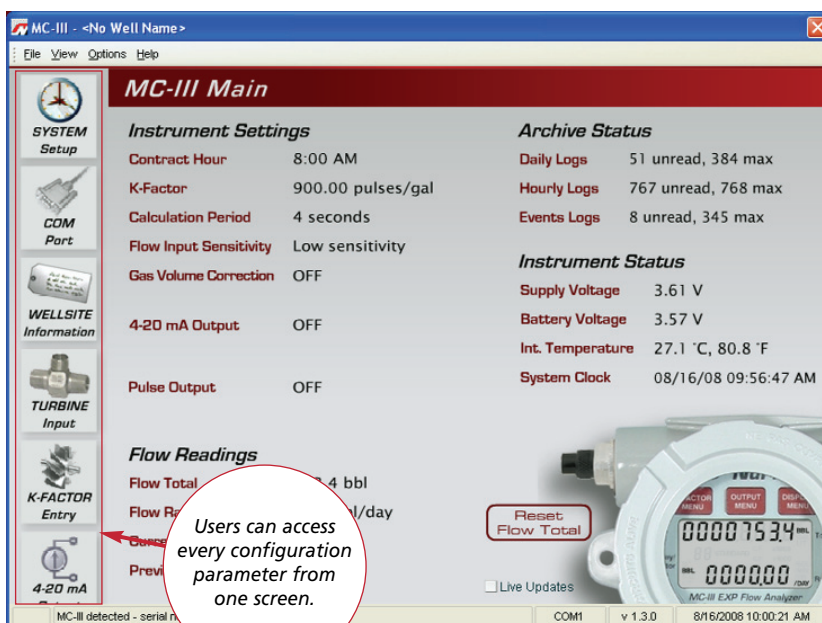 MC-III - <No Well Name>
File View Options Help
MC-III Main
SYSTEM
Setup
COM
Port
WELLSITE
Information
TURBINE
Input
K-FACTOR
Entry
4-20 mA
Instrument Settings
Contract Hour 8:00 AM
K-Factor 900.00 pulses/gal
Calculation Period 4 seconds
Flow Input Sensitivity Low sensitivity
Gas Volume Correction OFF
4-20 mA Output OFF
Pulse Output OFF
Flow Readings
Flow Total .4 bbl
Flow /day
Users can access
every configuration
parameter from
one screen.
Archive Status
Daily Logs 51 unread, 384 max
Hourly Logs 767 unread, 768 max
Events Logs 8 unread, 345 max
Instrument Status
Supply Voltage 3.61 V
Battery Voltage 3.57 V
Int. Temperature 27.1 °C, 80.8 °F
System Clock 08/16/08 09:56:47 AM
Reset
Flow Total
Live Updates
MENU
OUTPUT
MENU
MENU
0000753.4 BBL
BBL 0000.00 /DAY
MC-III EXP Flow Analyzer
MC-III detected - serial
COM1
v 1.3.0
8/16/2008 10:00:21 AM